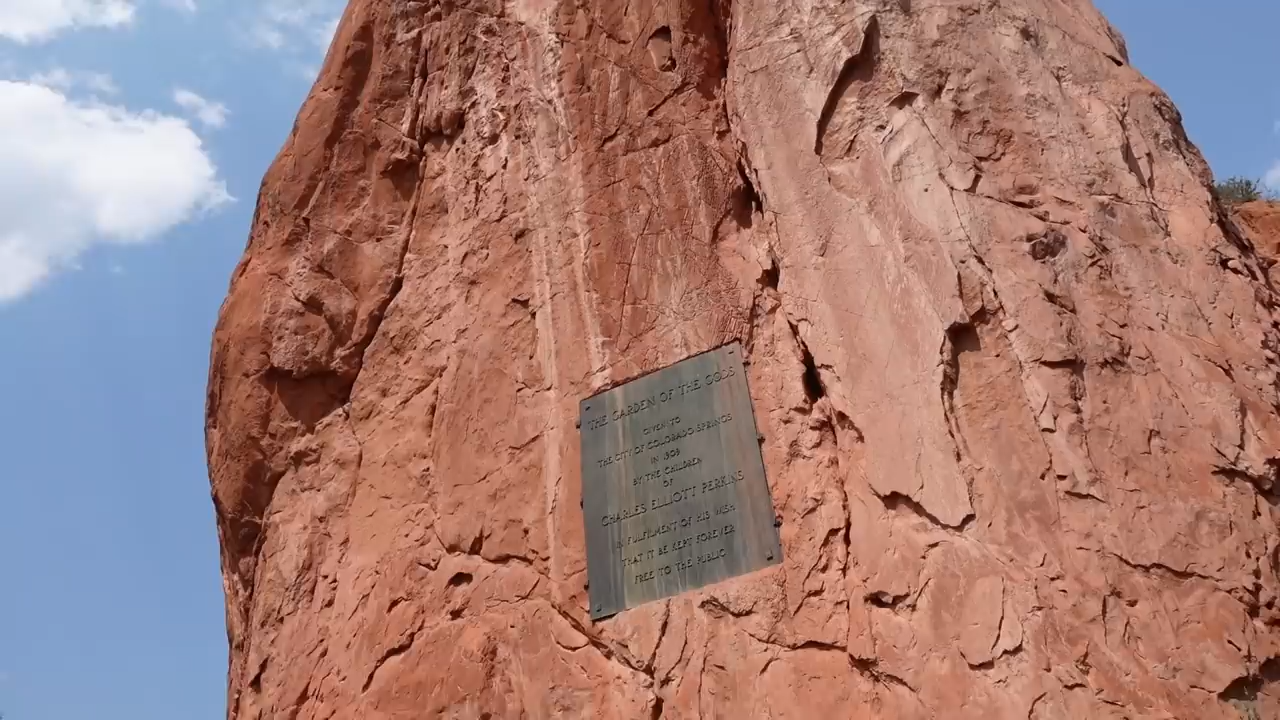 THE GARDEN OF THE GODS
GIVEN TO
THE CITY OF COLORADO SPRINGS
IN 1909
BY THE CHILDREN
OF
CHARLES ELLIOTT PERKINS
IN FULFILMENT OF HIS WISH
THAT IT BE KEPT FOREVER
FREE TO THE PUBLIC